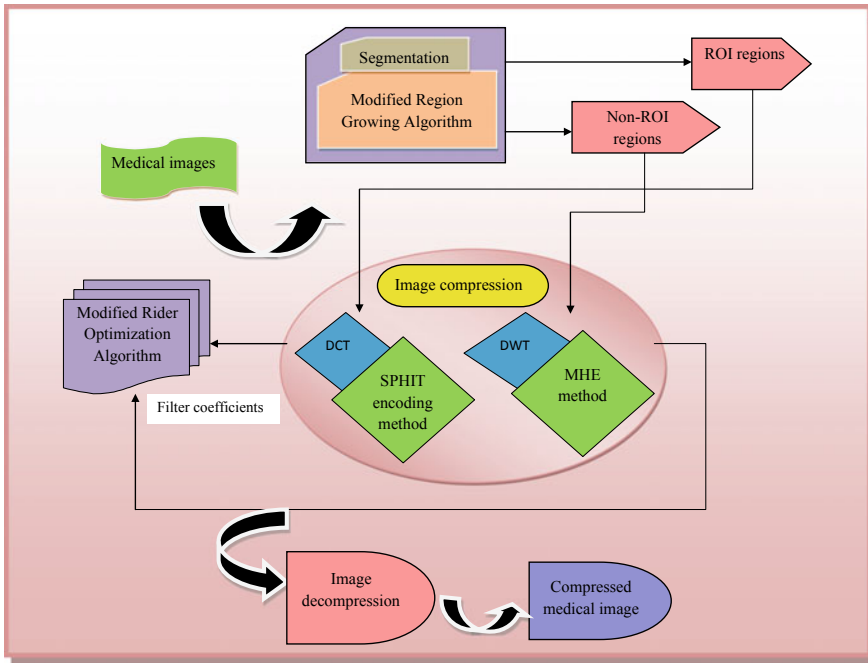 Segmentation
Modified Region
Growing Algorithm
ROI regions
Non-ROI
regions
Medical images
Image compression
Modified Rider
Optimization
Algorithm
DCT
SPHIT
encoding
method
DWT
MHE
method
Filter coefficients
Image
decompression
Compressed
medical image